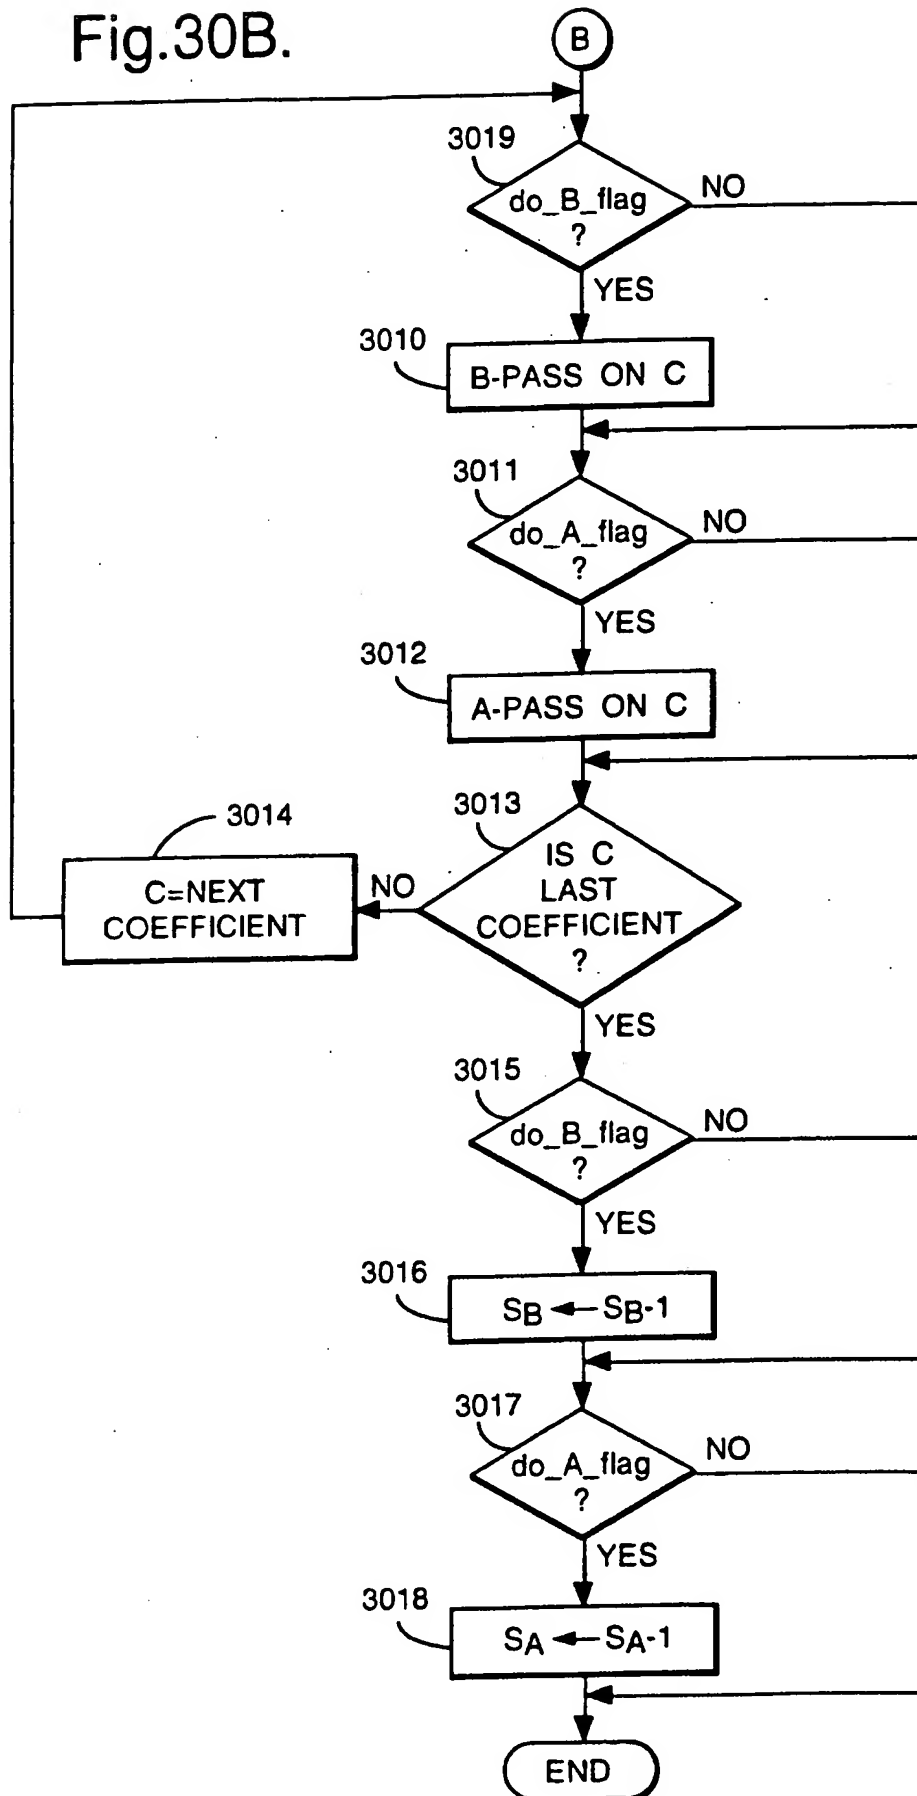 Fig.30B.
B
3019
do_B_flag
?
NO
YES
3010
B-PASS ON C
3011
do_A_flag
?
NO
YES
3012
A-PASS ON C
3013
IS C
LAST
COEFFICIENT
?
NO
3014
C=NEXT
COEFFICIENT
YES
3015
do_B_flag
?
NO
YES
3016
SB ← SB-1
3017
do_A_flag
?
NO
YES
3018
SA ← SA-1
END